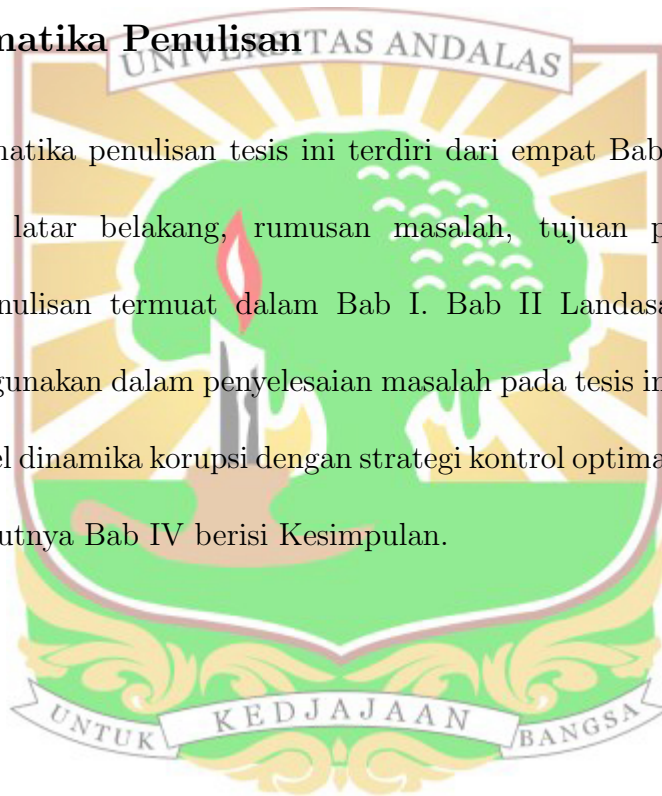 matika Penulisan
UNIVERSITAS ANDALAS
matika penulisan tesis ini terdiri dari empat Bab
latar belakang, rumusan masalah, tujuan p
nulisan termuat dalam Bab I. Bab II Landasa
gunakan dalam penyelesaian masalah pada tesis in
el dinamika korupsi dengan strategi kontrol optima
utnya Bab IV berisi Kesimpulan.
UNTUK KEDJAJAAN BANGSA